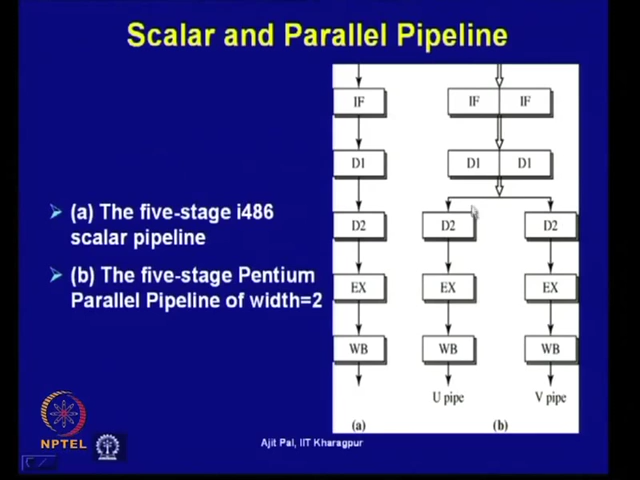 Scalar and Parallel Pipeline
(a) The five-stage i486
scalar pipeline
(b) The five-stage Pentium
Parallel Pipeline of width=2
IF IF IF
D1 D1 D1
D2 D2 D2
EX EX EX
WB WB WB
U pipe V pipe
(a) (b)
NPTEL
Ajit Pal, IIT Kharagpur